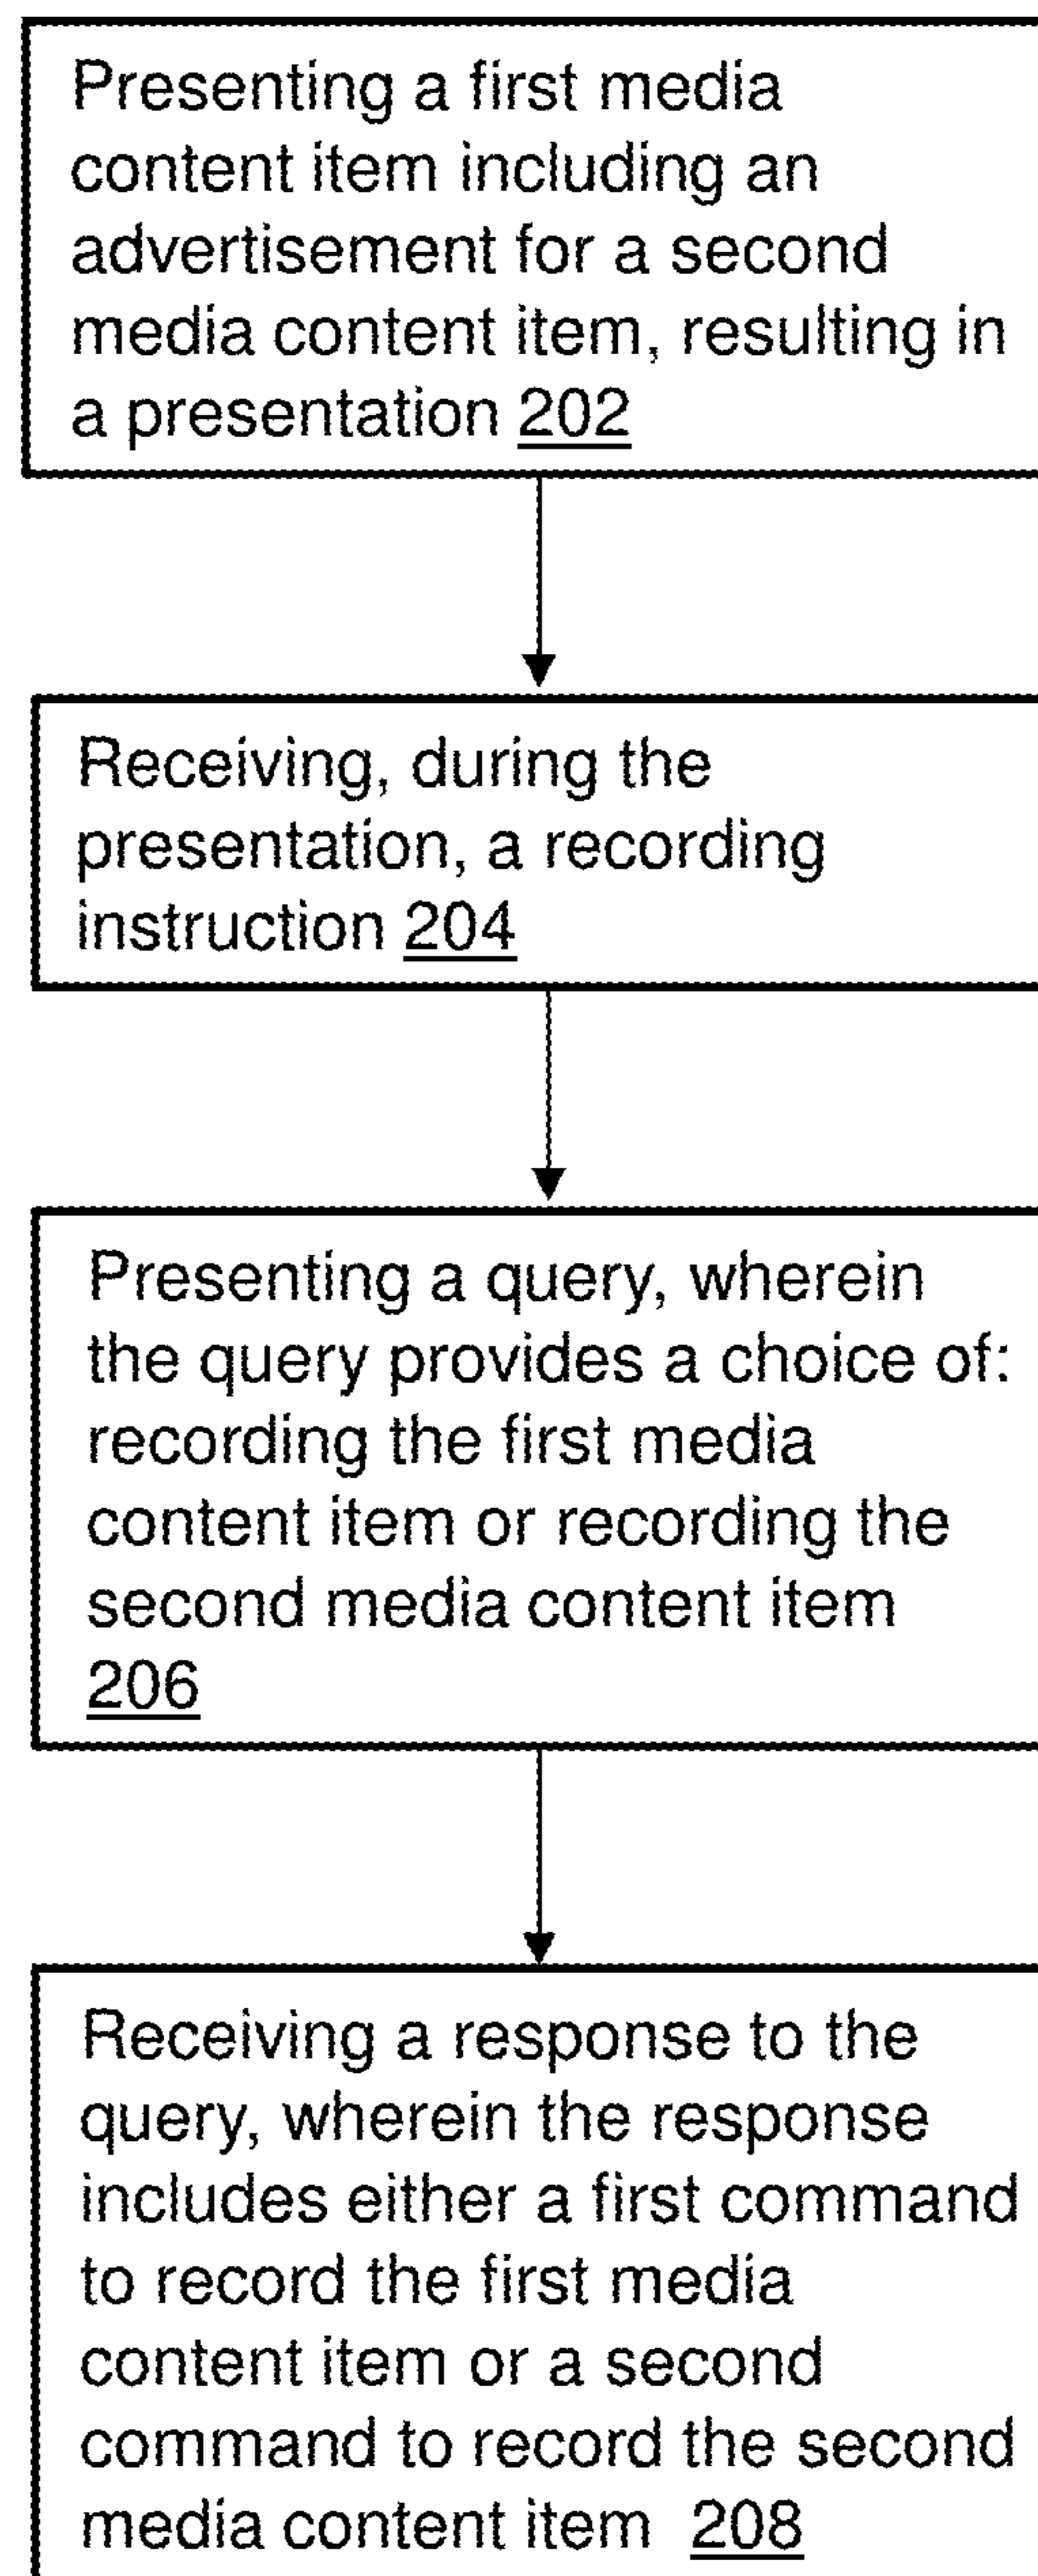 Presenting a first media
content item including an
advertisement for a second
media content item, resulting in
a presentation 202
Receiving, during the
presentation, a recording
instruction 204
Presenting a query, wherein
the query provides a choice of:
recording the first media
content item or recording the
second media content item
206
Receiving a response to the
query, wherein the response
includes either a first command
to record the first media
content item or a second
command to record the second
media content item 208